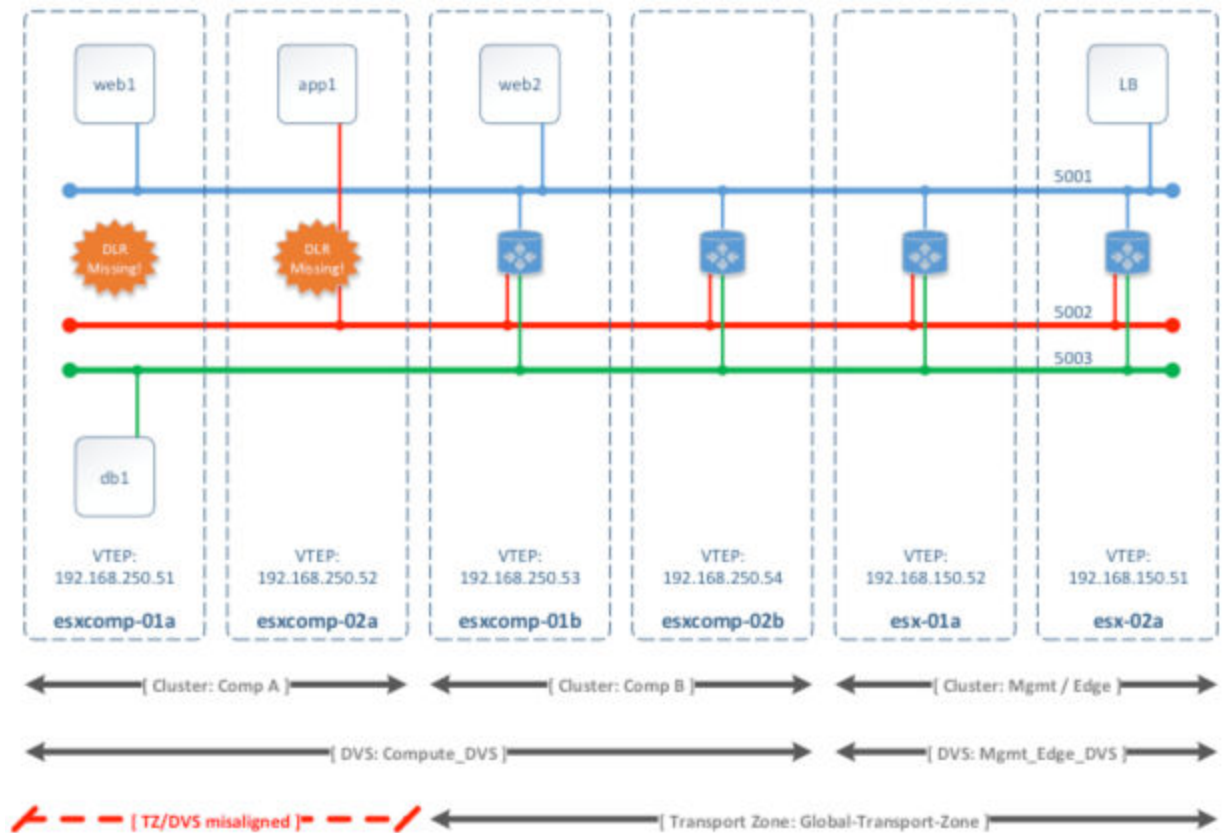 web1
app1
web2
LB
5001
DLR
Missing!
DLR
Missing!
5002
5003
db1
VTEP:
192.168.250.51
VTEP:
192.168.250.52
VTEP:
192.168.250.53
VTEP:
192.168.250.54
VTEP:
192.168.150.52
VTEP:
192.168.150.51
esxcomp-01a
esxcomp-02a
esxcomp-01b
esxcomp-02b
esx-01a
esx-02a
[ Cluster: Comp A ]
[ Cluster: Comp B ]
[ Cluster: Mgmt / Edge ]
[ DVS: Compute_DVS ]
[ DVS: Mgmt_Edge_DVS ]
[ TZ/DVS misaligned ]
[ Transport Zone: Global-Transport-Zone ]